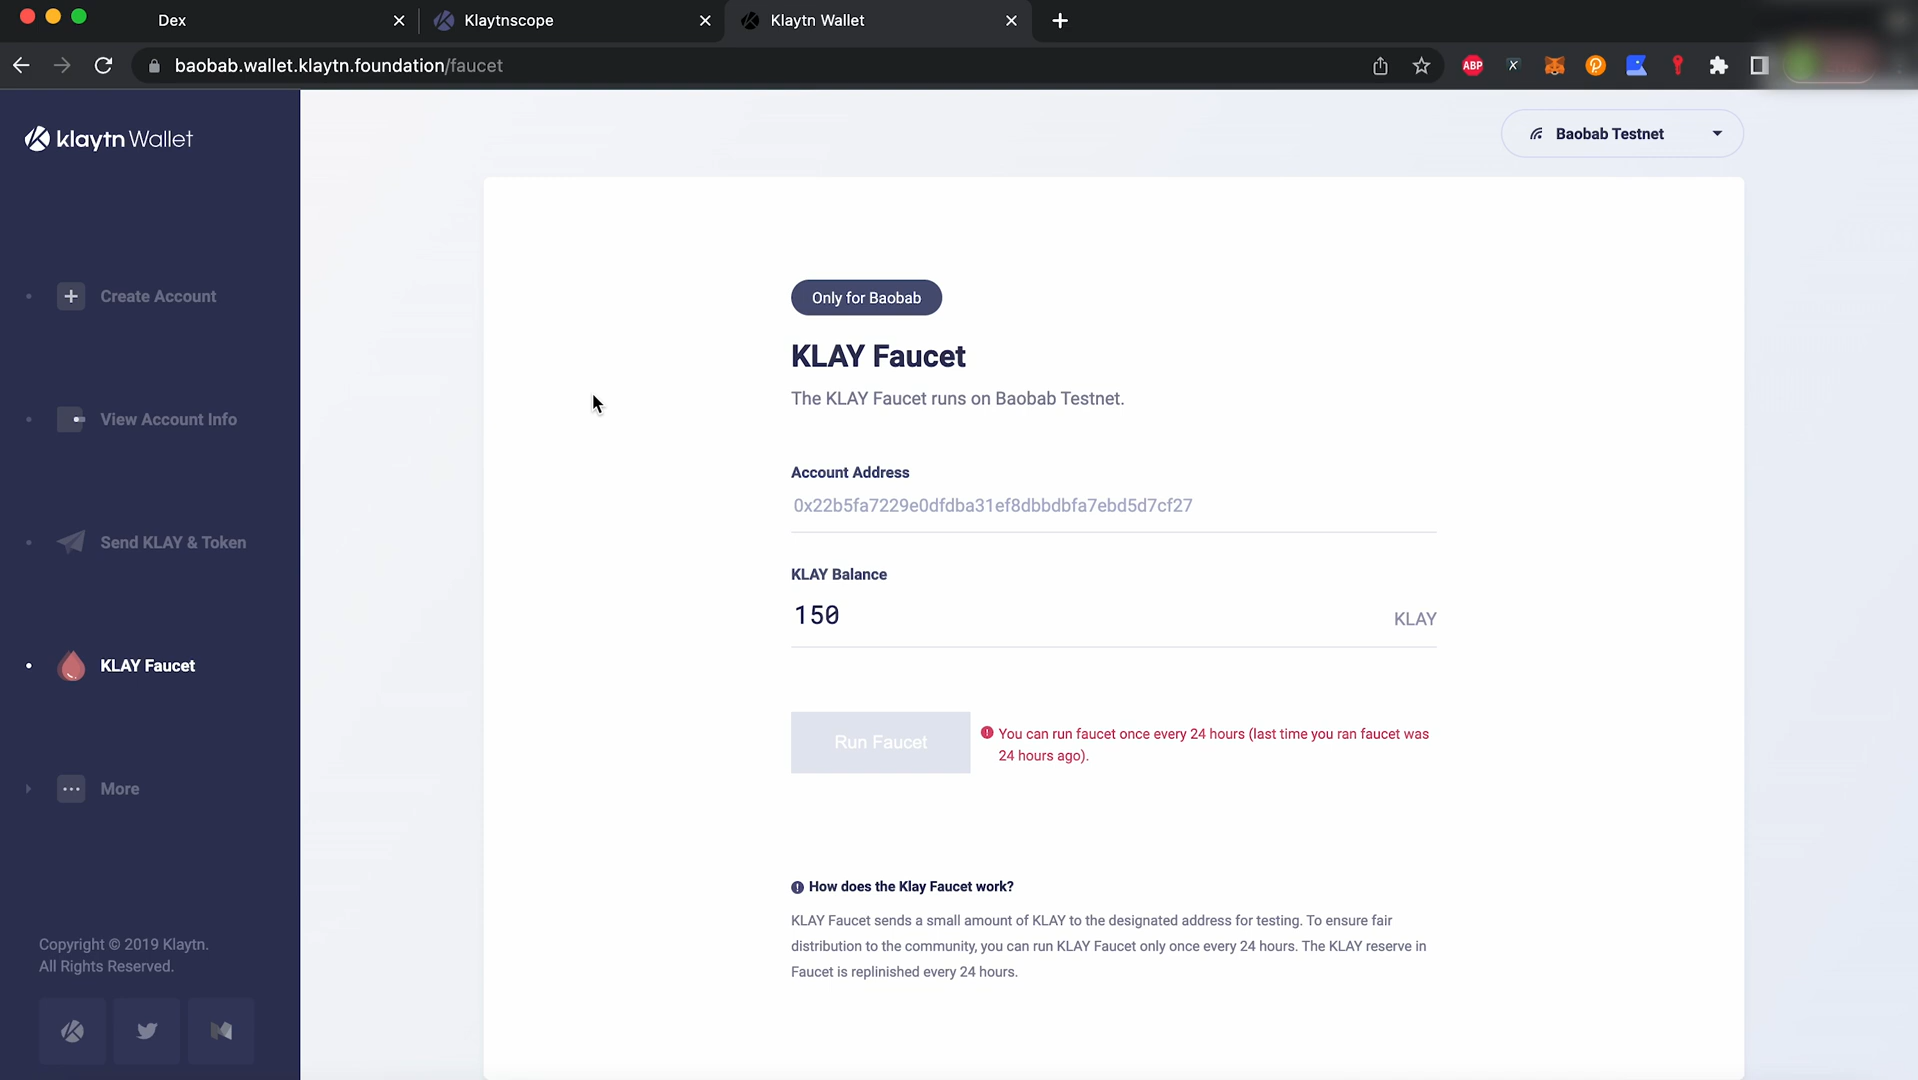 Dex
Klaytnscope
Klaytn Wallet
baobab.wallet.klaytn.foundation/faucet
ABP
klaytn Wallet
Baobab Testnet
Create Account
View Account Info
Send KLAY & Token
KLAY Faucet
More
Copyright © 2019 Klaytn.
All Rights Reserved.
Only for Baobab
KLAY Faucet
The KLAY Faucet runs on Baobab Testnet.
Account Address
0x22b5fa7229e0dfdba31ef8dbbdbfa7ebd5d7cf27
KLAY Balance
150 KLAY
Run Faucet
You can run faucet once every 24 hours (last time you ran faucet was
24 hours ago).
How does the Klay Faucet work?
KLAY Faucet sends a small amount of KLAY to the designated address for testing. To ensure fair
distribution to the community, you can run KLAY Faucet only once every 24 hours. The KLAY reserve in
Faucet is replinished every 24 hours.